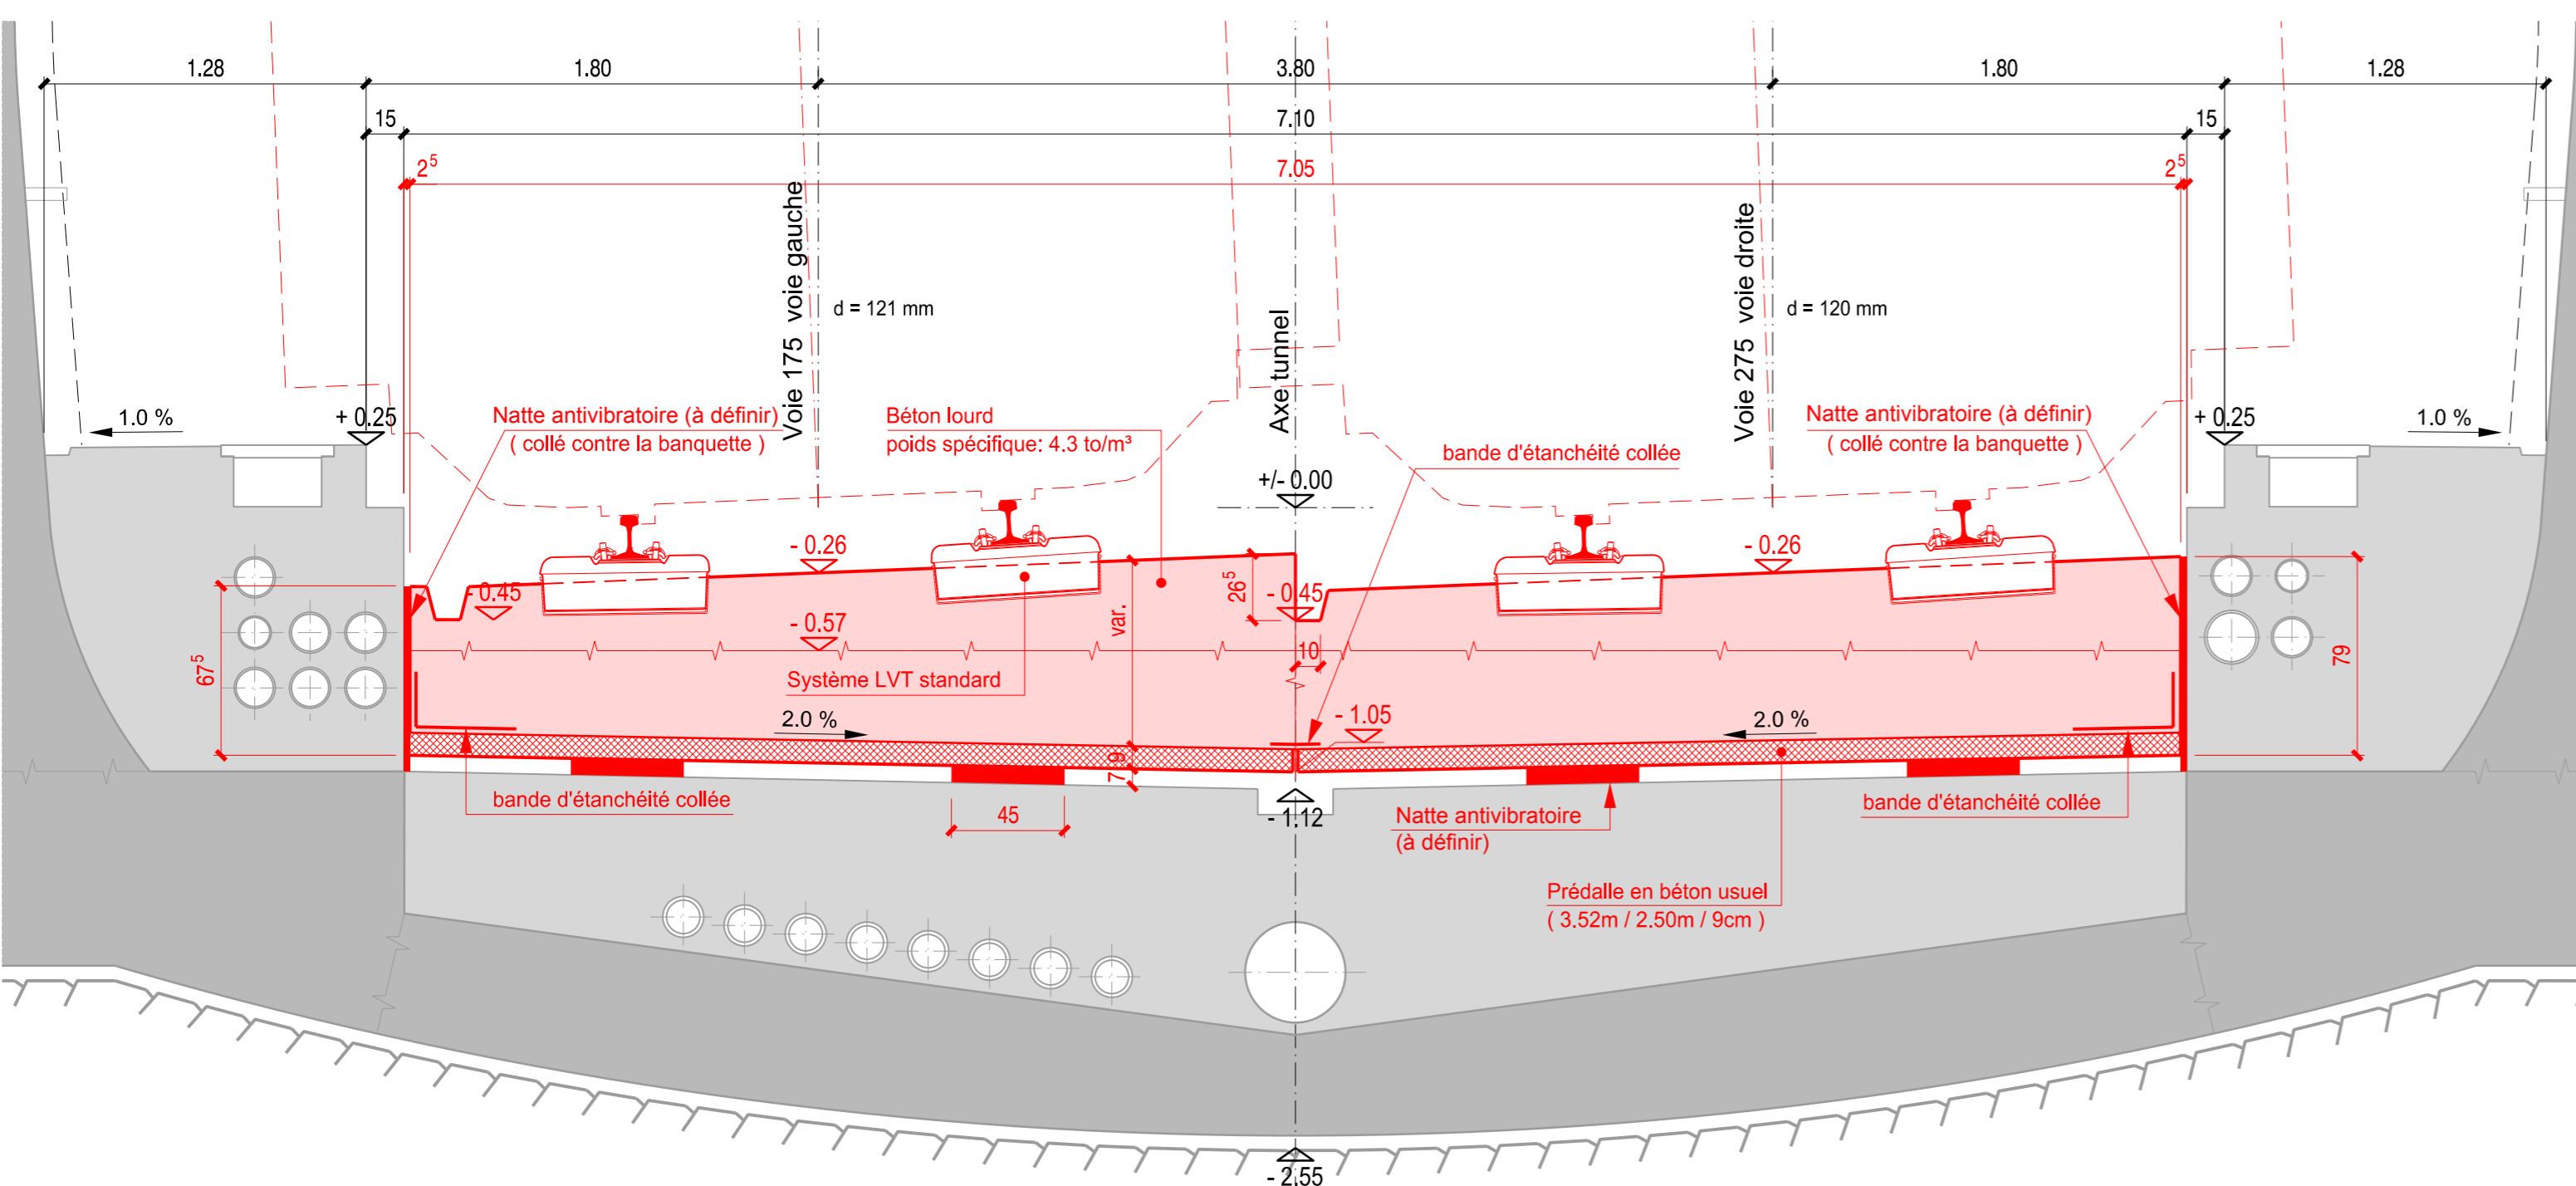 1.28
1.80
3.80
1.80
1.28
15
7.10
15
2⁵
7.05
2⁵
Voie 175 voie gauche
d = 121 mm
Axe tunnel
Voie 275 voie droite
d = 120 mm
1.0 %
+ 0.25
Natte antivibratoire (à définir)
( collé contre la banquette )
Béton lourd
poids spécifique: 4.3 to/m³
bande d'étanchéité collée
Natte antivibratoire (à définir)
( collé contre la banquette )
+ 0.25
1.0 %
+/- 0.00
- 0.26
- 0.26
- 0.45
26⁵
- 0.45
- 0.57
var.
10
67⁵
79
Système LVT standard
2.0 %
- 1.05
2.0 %
9
7
bande d'étanchéité collée
45
- 1.12
Natte antivibratoire
(à définir)
bande d'étanchéité collée
Prédalle en béton usuel
( 3.52m / 2.50m / 9cm )
- 2.55